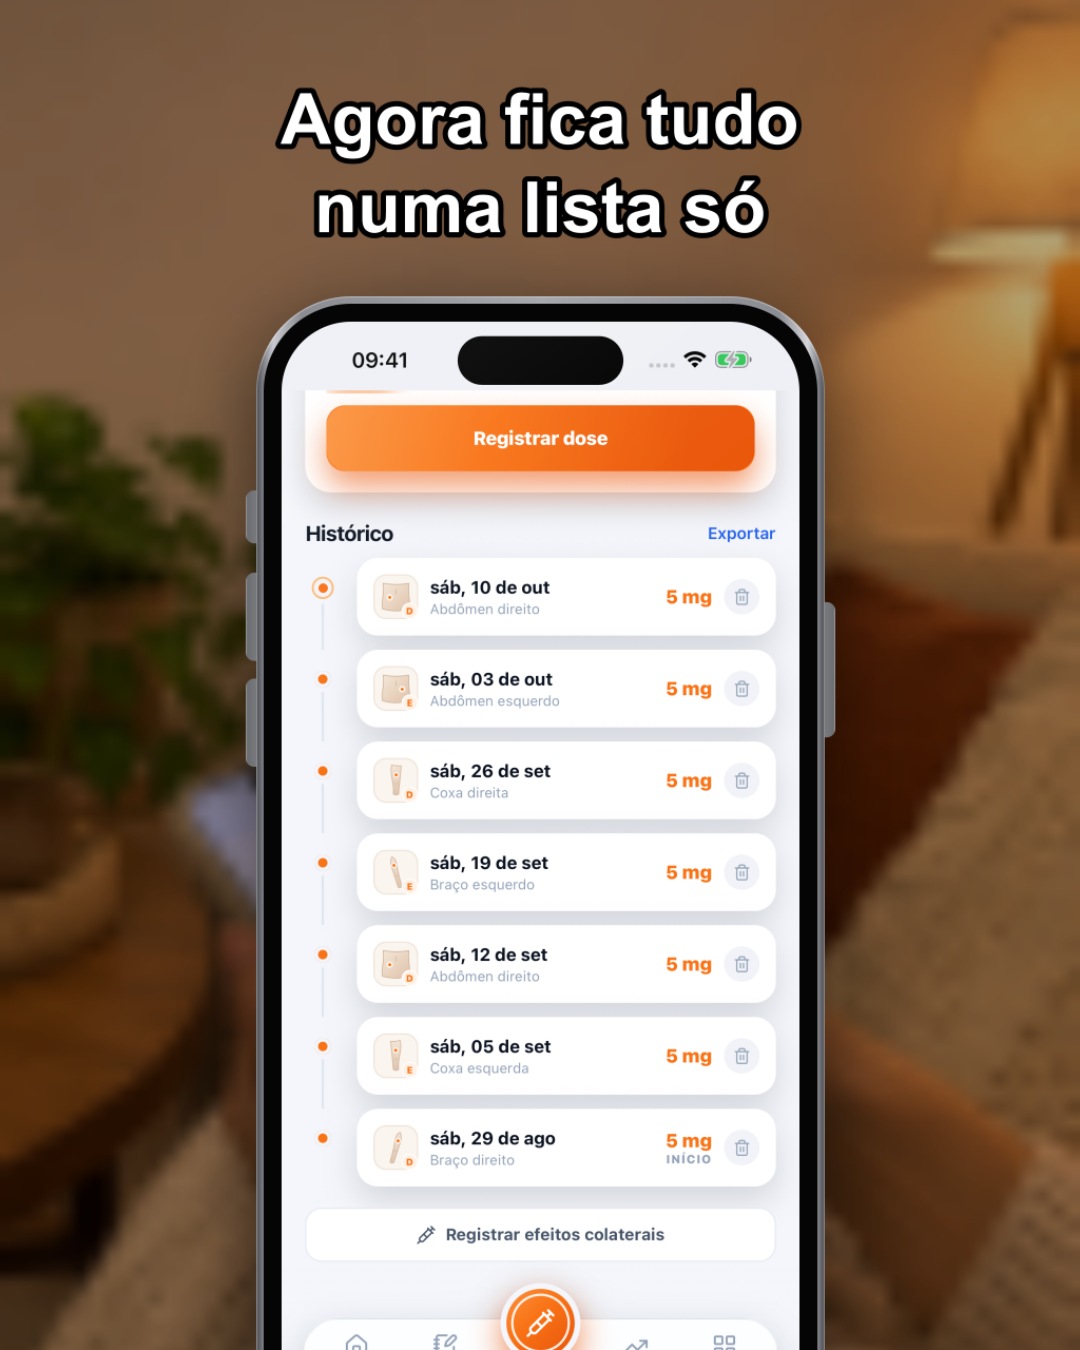 Agora fica tudo
numa lista só
09:41
Registrar dose
Histórico
Exportar
sáb, 10 de out
Abdômen direito
5 mg
D
sáb, 03 de out
Abdômen esquerdo
5 mg
E
sáb, 26 de set
Coxa direita
5 mg
D
sáb, 19 de set
Braço esquerdo
5 mg
E
sáb, 12 de set
Abdômen direito
5 mg
D
sáb, 05 de set
Coxa esquerda
5 mg
E
sáb, 29 de ago
Braço direito
5 mg
INÍCIO
D
Registrar efeitos colaterais